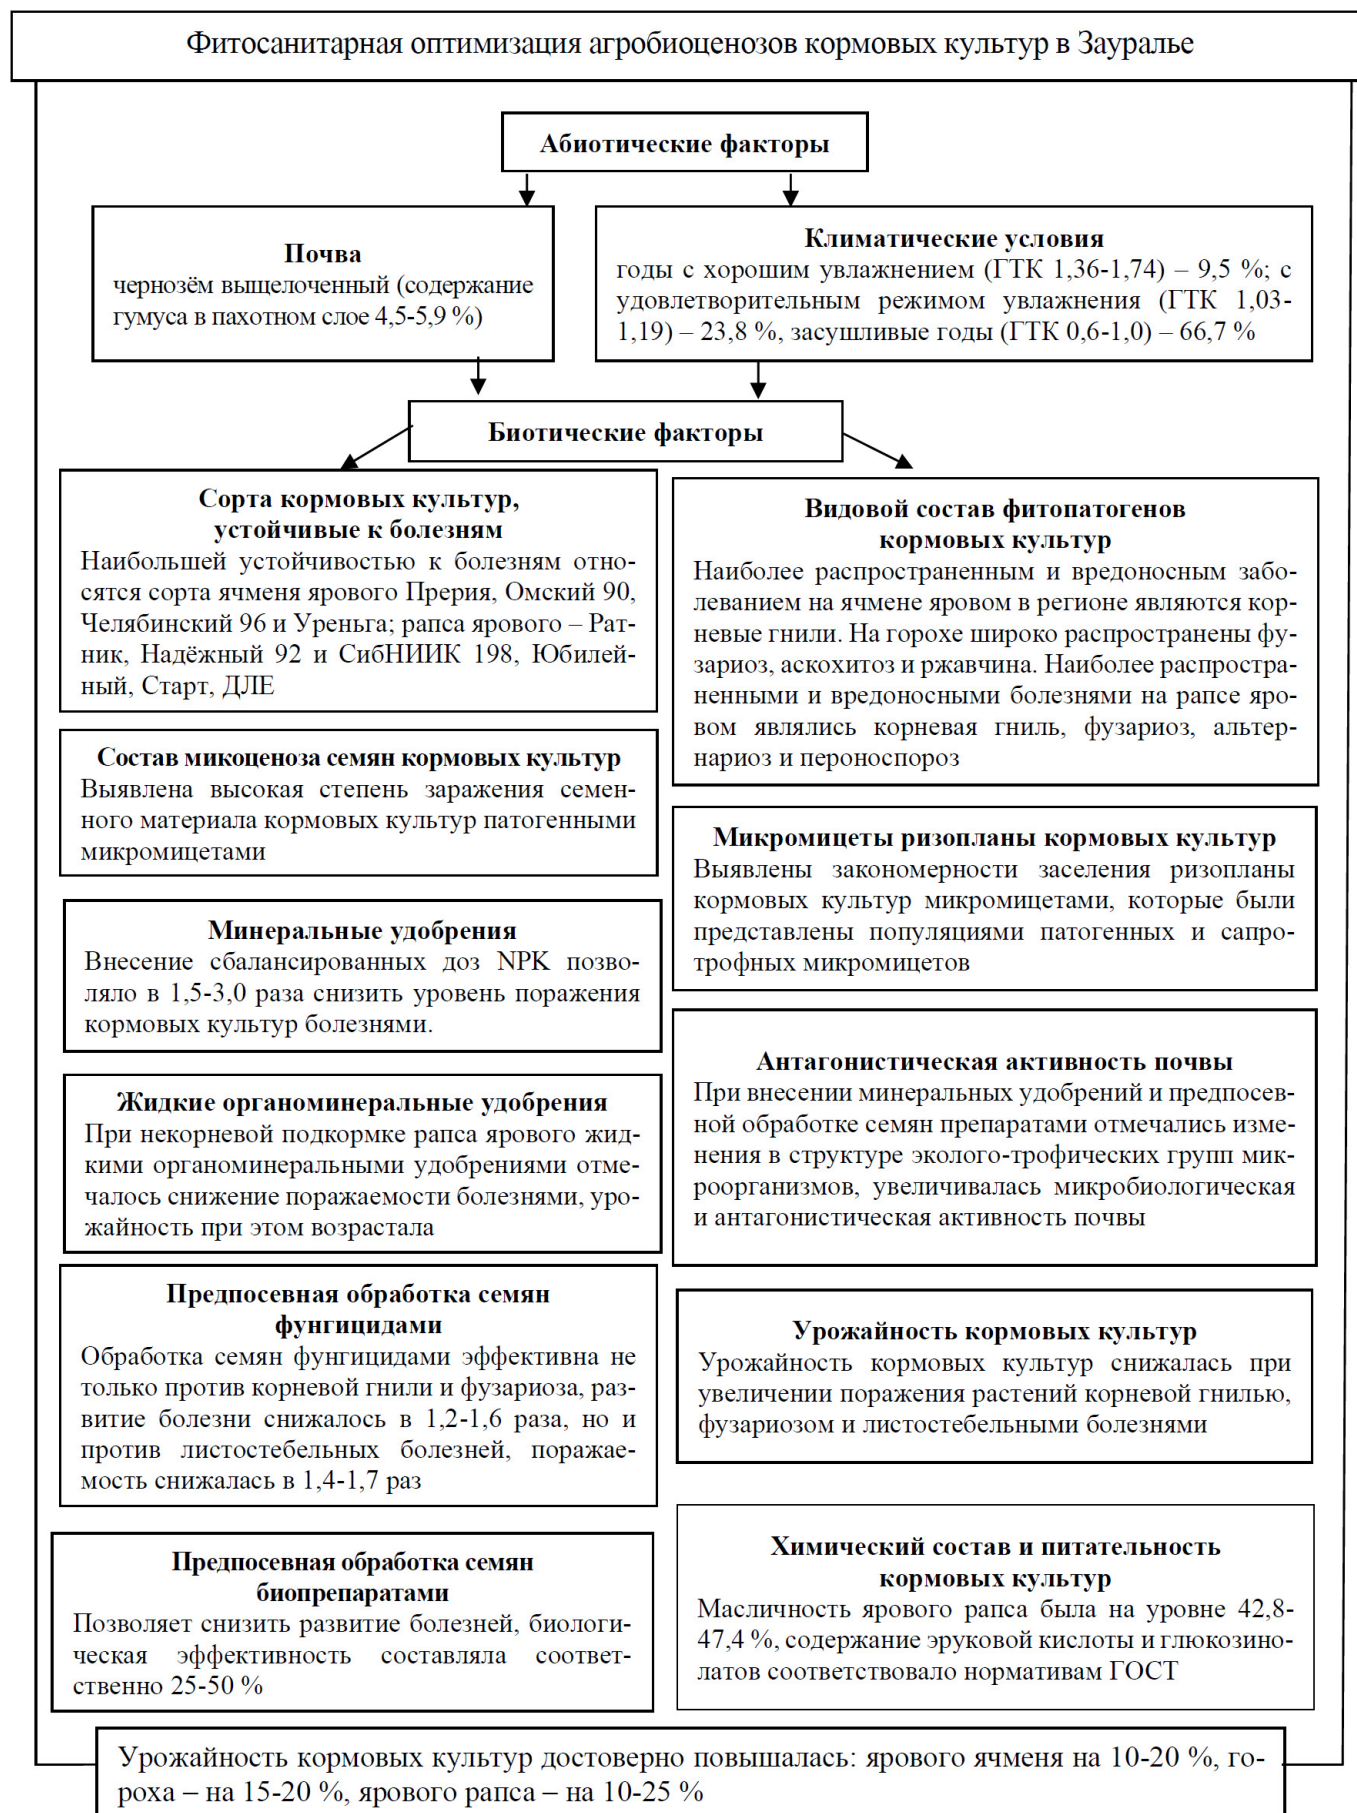 Фитосанитарная оптимизация агробиоценозов кормовых культур в Зауралье
Абиотические факторы
Почва
чернозём выщелоченный (содержание
гумуса в пахотном слое 4,5-5,9 %)
Климатические условия
годы с хорошим увлажнением (ГТК 1,36-1,74) – 9,5 %; с
удовлетворительным режимом увлажнения (ГТК 1,03-
1,19) – 23,8 %, засушливые годы (ГТК 0,6-1,0) – 66,7 %
Биотические факторы
Сорта кормовых культур,
устойчивые к болезням
Наибольшей устойчивостью к болезням отно-
сятся сорта ячменя ярового Прерия, Омский 90,
Челябинский 96 и Уреньга; рапса ярового – Рат-
ник, Надёжный 92 и СибНИИК 198, Юбилей-
ный, Старт, ДЛЕ
Состав микоценоза семян кормовых культур
Выявлена высокая степень заражения семен-
ного материала кормовых культур патогенными
микромицетами
Минеральные удобрения
Внесение сбалансированных доз NPK позво-
ляло в 1,5-3,0 раза снизить уровень поражения
кормовых культур болезнями.
Жидкие органоминеральные удобрения
При некорневой подкормке рапса ярового жид-
кими органоминеральными удобрениями отме-
чалось снижение поражаемости болезнями, уро-
жайность при этом возрастала
Предпосевная обработка семян
фунгицидами
Обработка семян фунгицидами эффективна не
только против корневой гнили и фузариоза, раз-
витие болезни снижалось в 1,2-1,6 раза, но и
против листостебельных болезней, поражае-
мость снижалась в 1,4-1,7 раз
Предпосевная обработка семян
биопрепаратами
Позволяет снизить развитие болезней, биологи-
ческая эффективность составляла соответ-
ственно 25-50 %
Видовой состав фитопатогенов
кормовых культур
Наиболее распространенным и вредоносным забо-
леванием на ячмене яровом в регионе являются кор-
невые гнили. На горохе широко распространены фу-
зариоз, аскохитоз и ржавчина. Наиболее распростра-
ненными и вредоносными болезнями на рапсе яро-
вом являлись корневая гниль, фузариоз, альтер-
нариоз и пероноспороз
Микромицеты ризопланы кормовых культур
Выявлены закономерности заселения ризопланы
кормовых культур микромицетами, которые были
представлены популяциями патогенных и сапро-
трофных микромицетов
Антагонистическая активность почвы
При внесении минеральных удобрений и предпосев-
ной обработке семян препаратами отмечались изме-
нения в структуре эколого-трофических групп мик-
роорганизмов, увеличивалась микробиологическая
и антагонистическая активность почвы
Урожайность кормовых культур
Урожайность кормовых культур снижалась при
увеличении поражения растений корневой гнилью,
фузариозом и листостебельными болезнями
Химический состав и питательность
кормовых культур
Масличность ярового рапса была на уровне 42,8-
47,4 %, содержание эруковой кислоты и глюкозино-
латов соответствовало нормативам ГОСТ
Урожайность кормовых культур достоверно повышалась: ярового ячменя на 10-20 %, го-
роха – на 15-20 %, ярового рапса – на 10-25 %